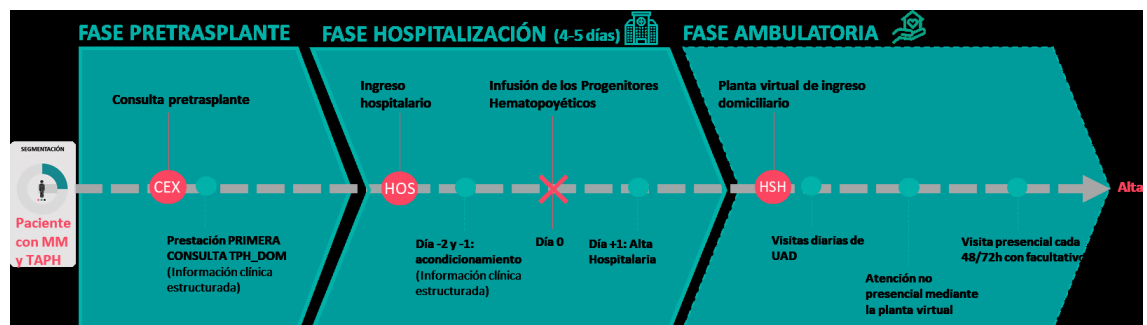 FASE PRETRASPLANTE
FASE HOSPITALIZACIÓN (4-5 días)
FASE AMBULATORIA
Consulta pretrasplante
Ingreso
hospitalario
Infusión de los Progenitores
Hematopoyéticos
Planta virtual de ingreso
domiciliario
SEGMENTACIÓN
Paciente
con MM
y TAPH
CEX
HOS
HSH
Alta
Prestación PRIMERA
CONSULTA TPH_DOM
(Información clínica
estructurada)
Día -2 y -1:
acondicionamiento
(Información clínica
estructurada)
Día 0
Día +1: Alta
Hospitalaria
Visitas diarias de
UAD
Atención no
presencial mediante
la planta virtual
Visita presencial cada
48/72h con facultativo